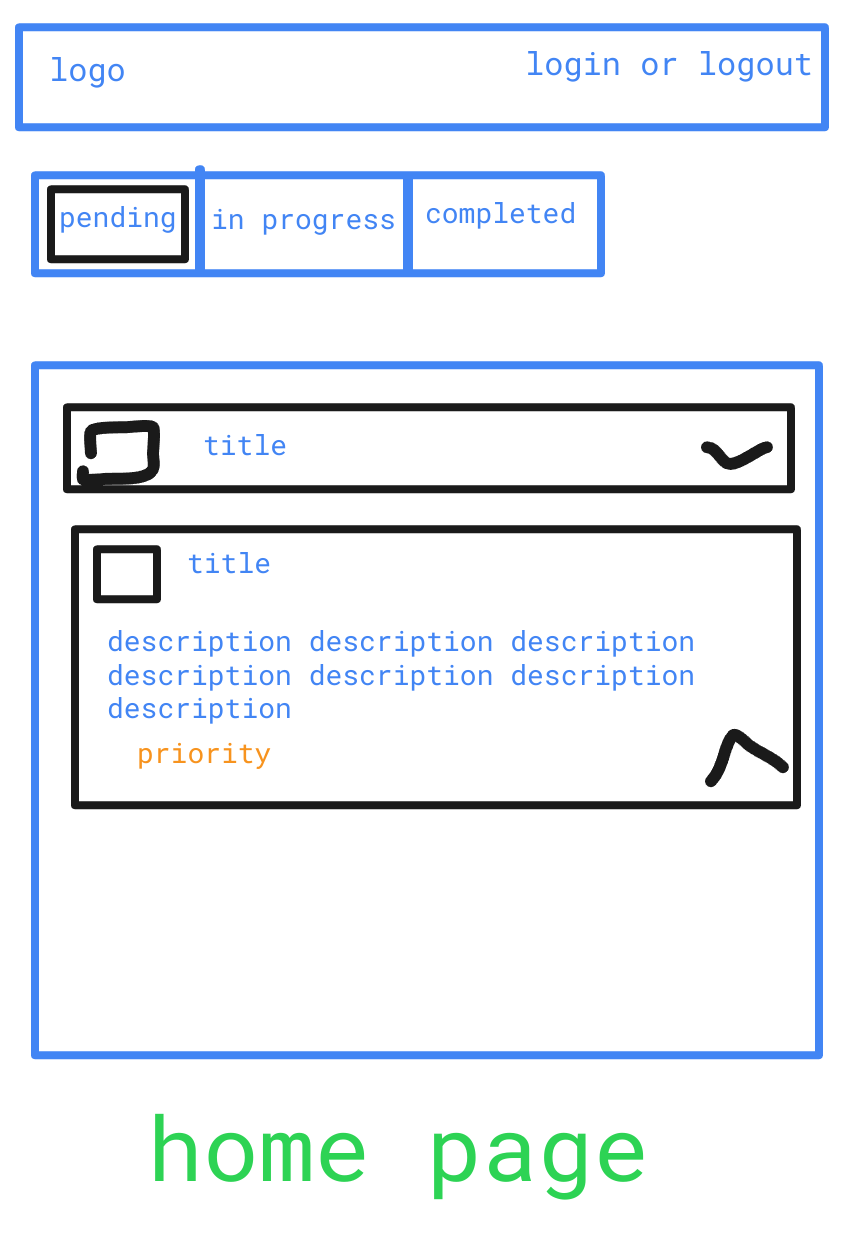 logo
login or logout
pending
in progress
completed
title
title
description description description
description description description
description
priority
home page